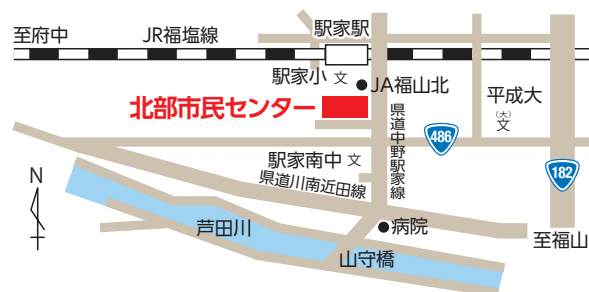 駅家駅
至府中
JR福塩線
駅家小 文
JA福山北
北部市民センター
平成大
(大)
文
県道中野駅家線
486
駅家南中 文
182
県道川南近田線
N
芦田川
病院
至福山
山守橋